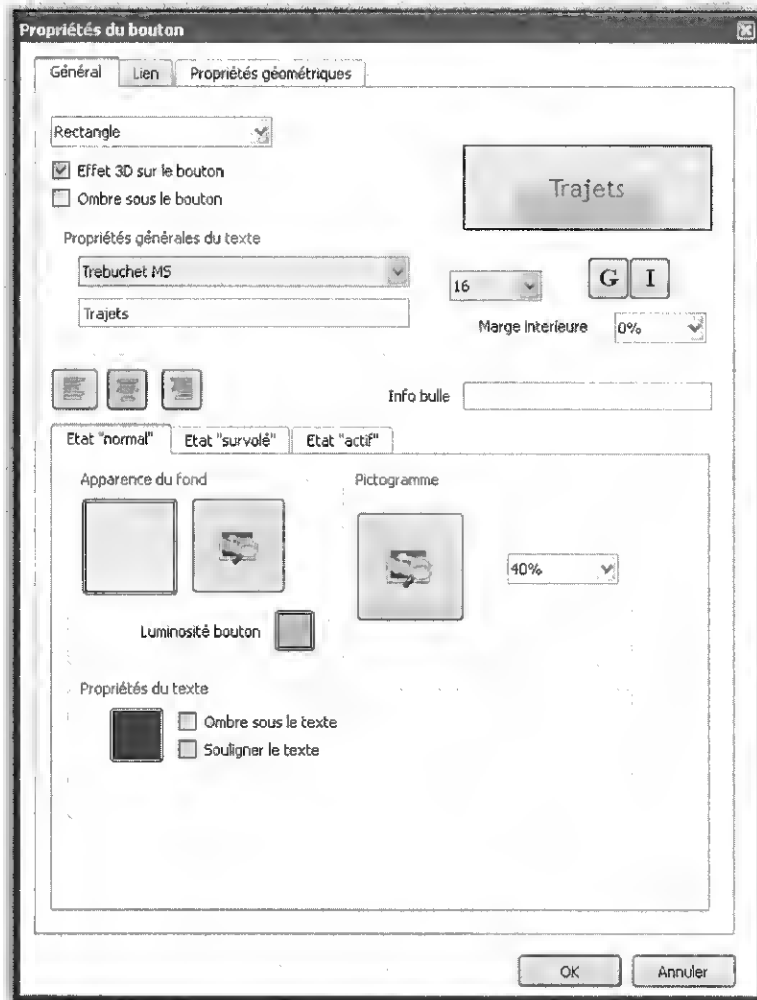 Propriétés du bouton
Général Lien Propriétés géométriques
Rectangle
Effet 3D sur le bouton
Ombre sous le bouton
Trajets
Propriétés générales du texte
Trebuchet MS
16
G I
Trajets
Marge interieure 0%
Info bulle
Etat "normal" Etat "survolé" Etat "actif"
Apparence du fond Pictogramme
40%
Luminosité bouton
Propriétés du texte
Ombre sous le texte
Souligner le texte
OK Annuler